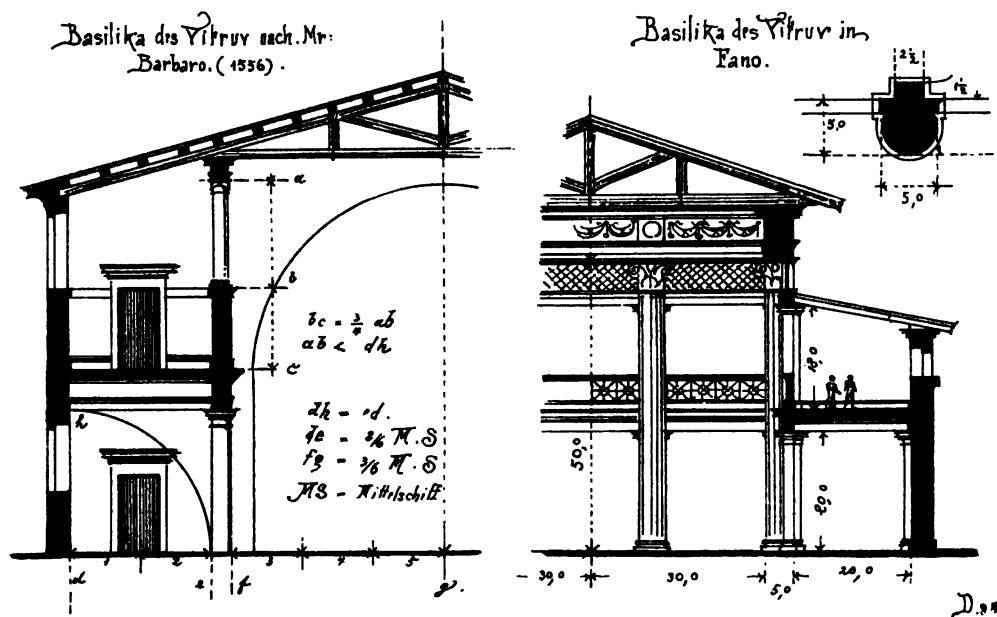 Basilika des Vitruv nach. Mr:
Barbaro. (1556).
a
b
bc = 3/4 ab
ab < dh
c
h
dh = ed.
de = 2/6 M.S
fg = 3/6 M.S
MS = Mittelschiff
1 2 3 4 5
d e f g.
Basilika des Vitruv in
Fano.
2½
5,0
5,0
18,0
50,0
20,0
30,0 30,0 5,0 20,0